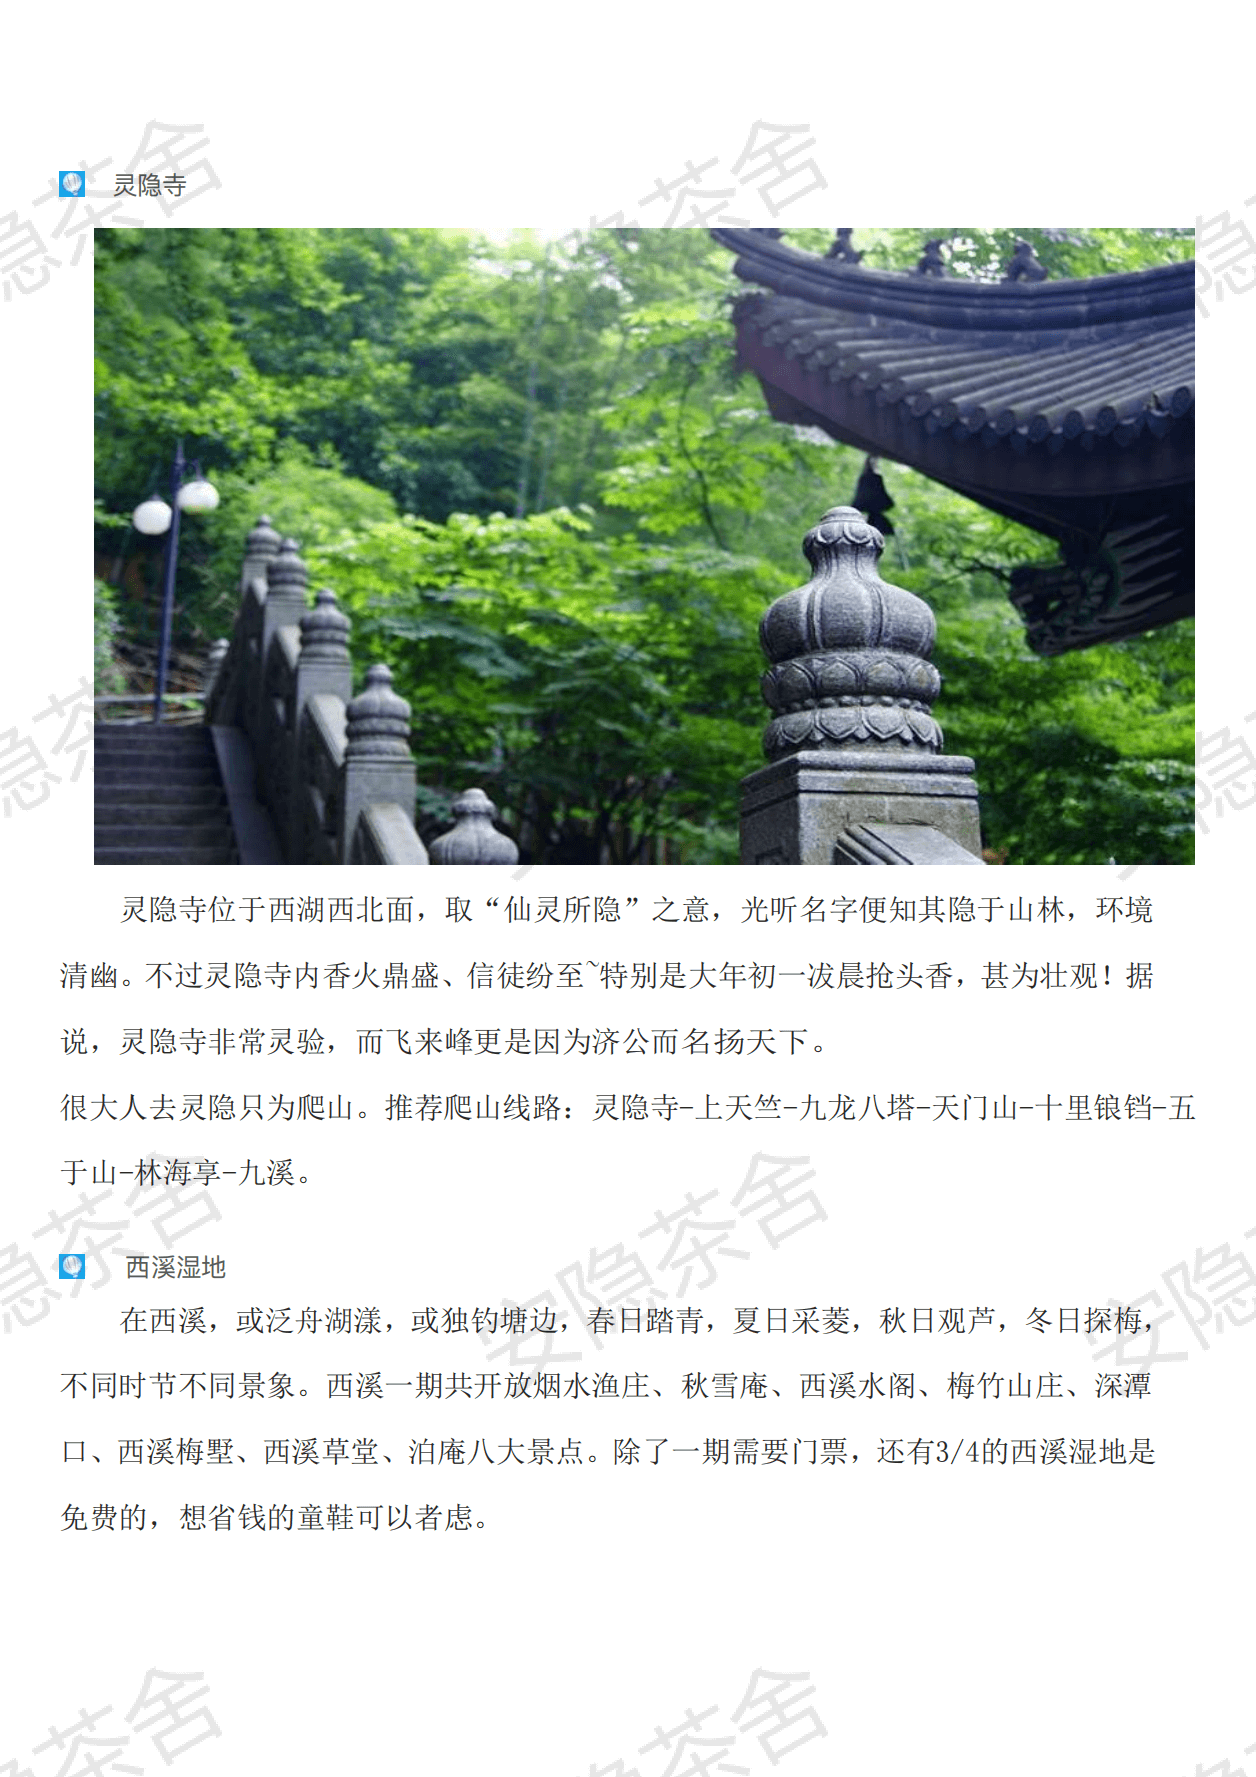 灵隐寺
灵隐寺位于西湖西北面，取“仙灵所隐”之意，光听名字便知其隐于山林，环境
清幽。不过灵隐寺内香火鼎盛、信徒纷至~特别是大年初一凌晨抢头香，甚为壮观！据
说，灵隐寺非常灵验，而飞来峰更是因为济公而名扬天下。
很大人去灵隐只为爬山。推荐爬山线路：灵隐寺-上天竺-九龙八塔-天门山-十里锒铛-五
于山-林海享-九溪。
西溪湿地
在西溪，或泛舟湖漾，或独钓塘边，春日踏青，夏日采菱，秋日观芦，冬日探梅，
不同时节不同景象。西溪一期共开放烟水渔庄、秋雪庵、西溪水阁、梅竹山庄、深潭
口、西溪梅墅、西溪草堂、泊庵八大景点。除了一期需要门票，还有3/4的西溪湿地是
免费的，想省钱的童鞋可以者虑。
安隐茶舍